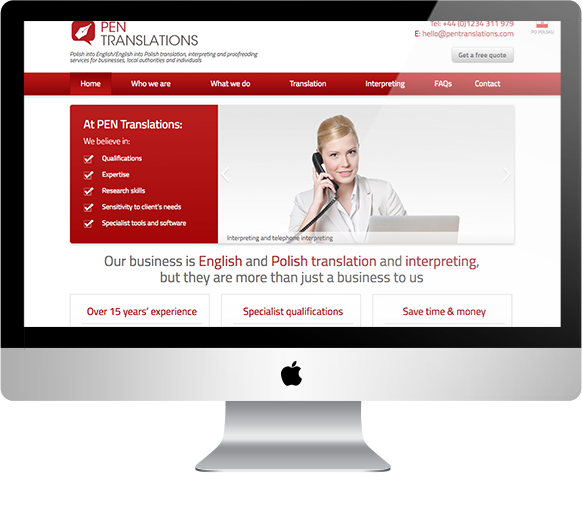 PEN
TRANSLATIONS
Tel: +44 (0)1234 311 979
E: hello@pentranslations.com
PO POLSKU
Polish into English/English into Polish translation, interpreting and proofreading
services for businesses, local authorities and individuals
Get a free quote
Home Who we are What we do Translation Interpreting FAQs Contact
At PEN Translations:
We believe in:
Qualifications
Expertise
Research skills
Sensitivity to client's needs
Specialist tools and software
Interpreting and telephone interpreting
Our business is English and Polish translation and interpreting,
but they are more than just a business to us
Over 15 years' experience
Specialist qualifications
Save time & money